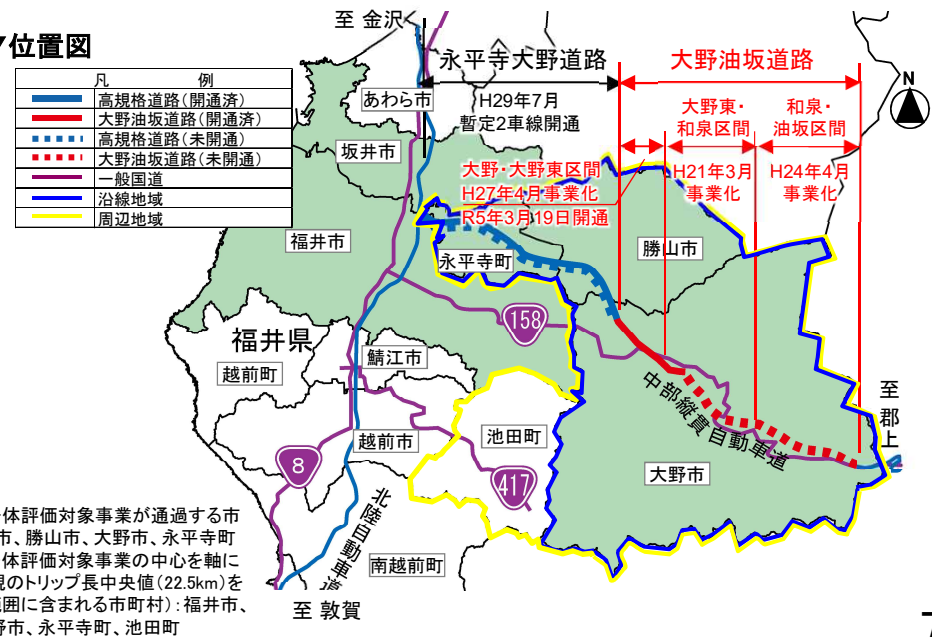 位置図
至 金沢
凡 例
高規格道路(開通済)
大野油坂道路(開通済)
高規格道路(未開通)
大野油坂道路(未開通)
一般国道
沿線地域
周辺地域
永平寺大野道路
大野油坂道路
H29年7月
暫定2車線開通
大野東・
和泉区間
和泉・
油坂区間
H21年3月
事業化
H24年4月
事業化
大野・大野東区間
H27年4月事業化
R5年3月19日開通
N
あわら市
坂井市
福井市
永平寺町
勝山市
158
福井県
越前町
鯖江市
越前市
池田町
中部縦貫自動車道
大野市
至 郡上
8
417
北陸自動車道
南越前町
至 敦賀
体評価対象事業が通過する市
市、勝山市、大野市、永平寺町
体評価対象事業の中心を軸に
のトリップ長中央値(22.5km)を
囲に含まれる市町村):福井市、
野市、永平寺町、池田町